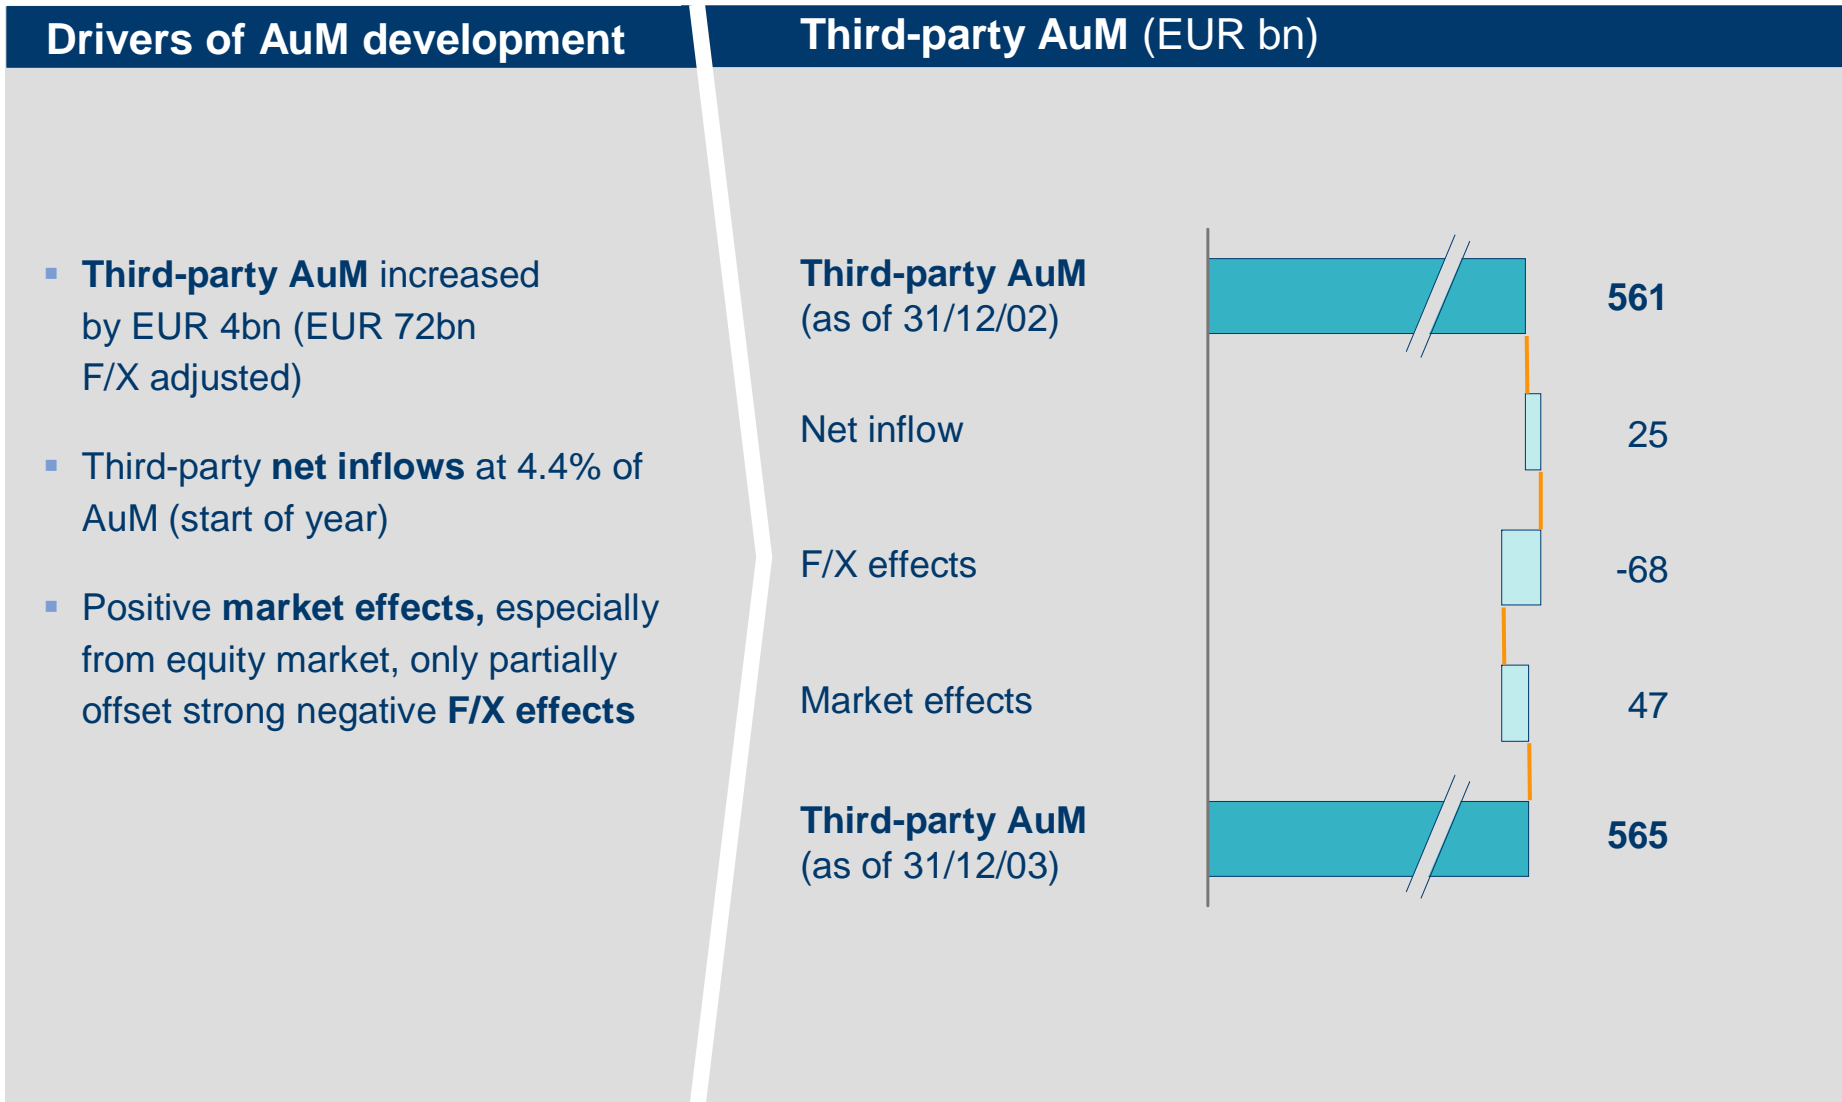 Drivers of AuM development
▪ Third-party AuM increased
by EUR 4bn (EUR 72bn
F/X adjusted)
▪ Third-party net inflows at 4.4% of
AuM (start of year)
▪ Positive market effects, especially
from equity market, only partially
offset strong negative F/X effects
Third-party AuM (EUR bn)
Third-party AuM
(as of 31/12/02)
561
Net inflow
25
F/X effects
-68
Market effects
47
Third-party AuM
(as of 31/12/03)
565